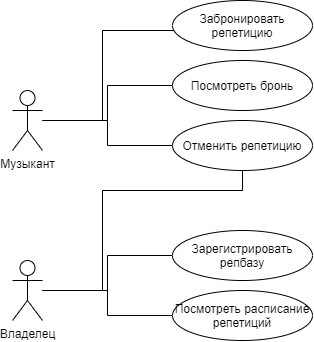 Забронировать
репетицию
Посмотреть бронь
Музыкант
Отменить репетицию
Зарегистрировать
репбазу
Посмотреть расписание
репетиций
Владелец